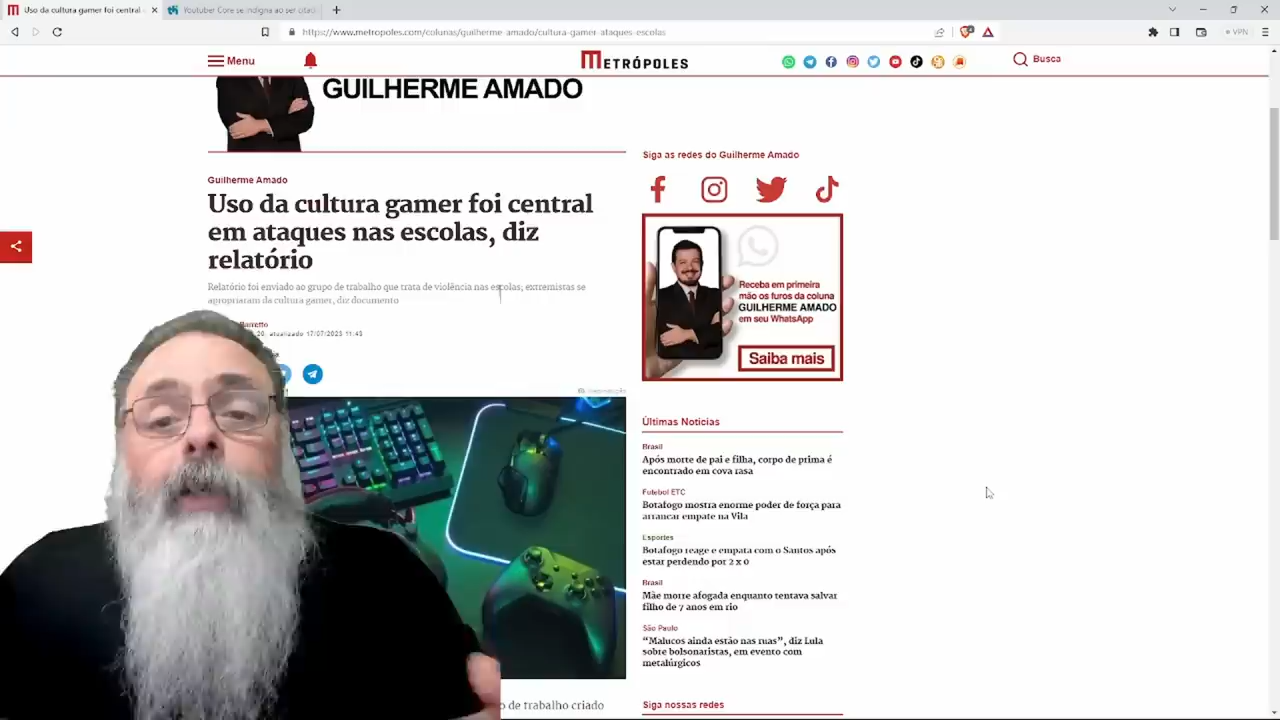 Uso da cultura gamer foi central e
Youtuber Core se indigna ao ser citad
https://www.metropoles.com/colunas/guilherme-amado/cultura-gamer-ataques-escolas
VPN
Menu
METRÓPOLES
Busca
GUILHERME AMADO
Guilherme Amado
Uso da cultura gamer foi central
em ataques nas escolas, diz
relatório
Relatório foi enviado ao grupo de trabalho que trata de violência nas escolas; extremistas se
apropriaram da cultura gamer, diz documento
Barretto
atualizado 17/07/2023 11:43
o de trabalho criado
Siga as redes do Guilherme Amado
Receba em primeira
mão os furos da coluna
GUILHERME AMADO
em seu WhatsApp
Saiba mais
Últimas Notícias
Brasil
Após morte de pai e filha, corpo de prima é
encontrado em cova rasa
Futebol ETC
Botafogo mostra enorme poder de força para
arrancar empate na Vila
Esportes
Botafogo reage e empata com o Santos após
estar perdendo por 2 x 0
Brasil
Mãe morre afogada enquanto tentava salvar
filho de 7 anos em rio
São Paulo
“Malucos ainda estão nas ruas”, diz Lula
sobre bolsonaristas, em evento com
metalúrgicos
Siga nossas redes